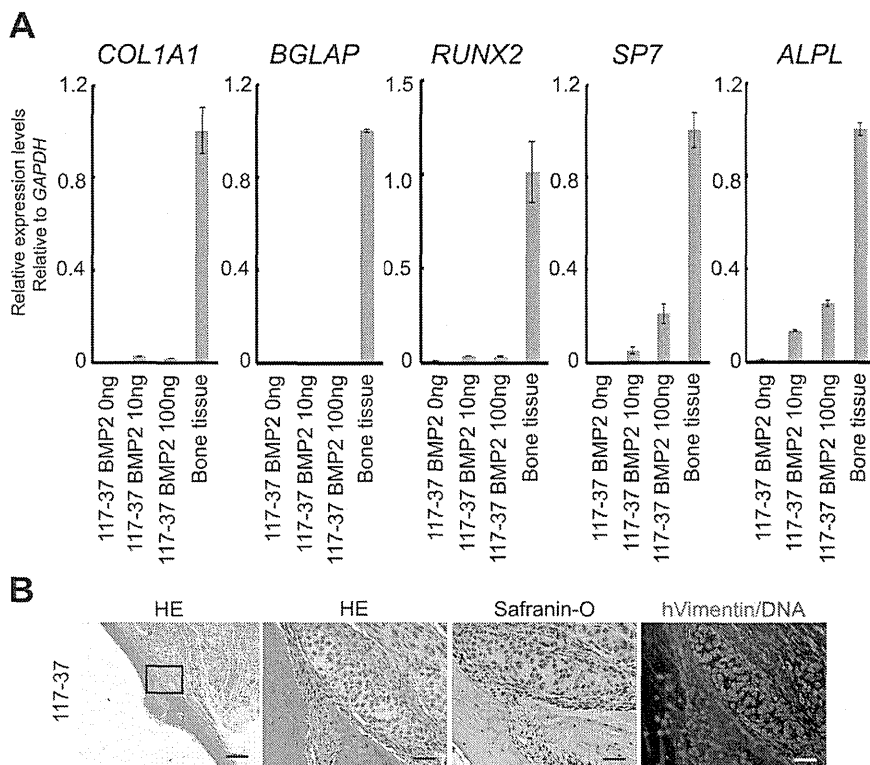 A
COL1A1
BGLAP
RUNX2
SP7
ALPL
Relative expression levels
Relative to GAPDH
1.2
0.8
0.4
0
1.2
0.8
0.4
0
1.5
1.0
0.5
0
1.2
0.8
0.4
0
1.2
0.8
0.4
0
117-37 BMP2 0ng
117-37 BMP2 10ng
117-37 BMP2 100ng
Bone tissue
117-37 BMP2 0ng
117-37 BMP2 10ng
117-37 BMP2 100ng
Bone tissue
117-37 BMP2 0ng
117-37 BMP2 10ng
117-37 BMP2 100ng
Bone tissue
117-37 BMP2 0ng
117-37 BMP2 10ng
117-37 BMP2 100ng
Bone tissue
117-37 BMP2 0ng
117-37 BMP2 10ng
117-37 BMP2 100ng
Bone tissue
B
HE
HE
Safranin-O
hVimentin/DNA
117-37